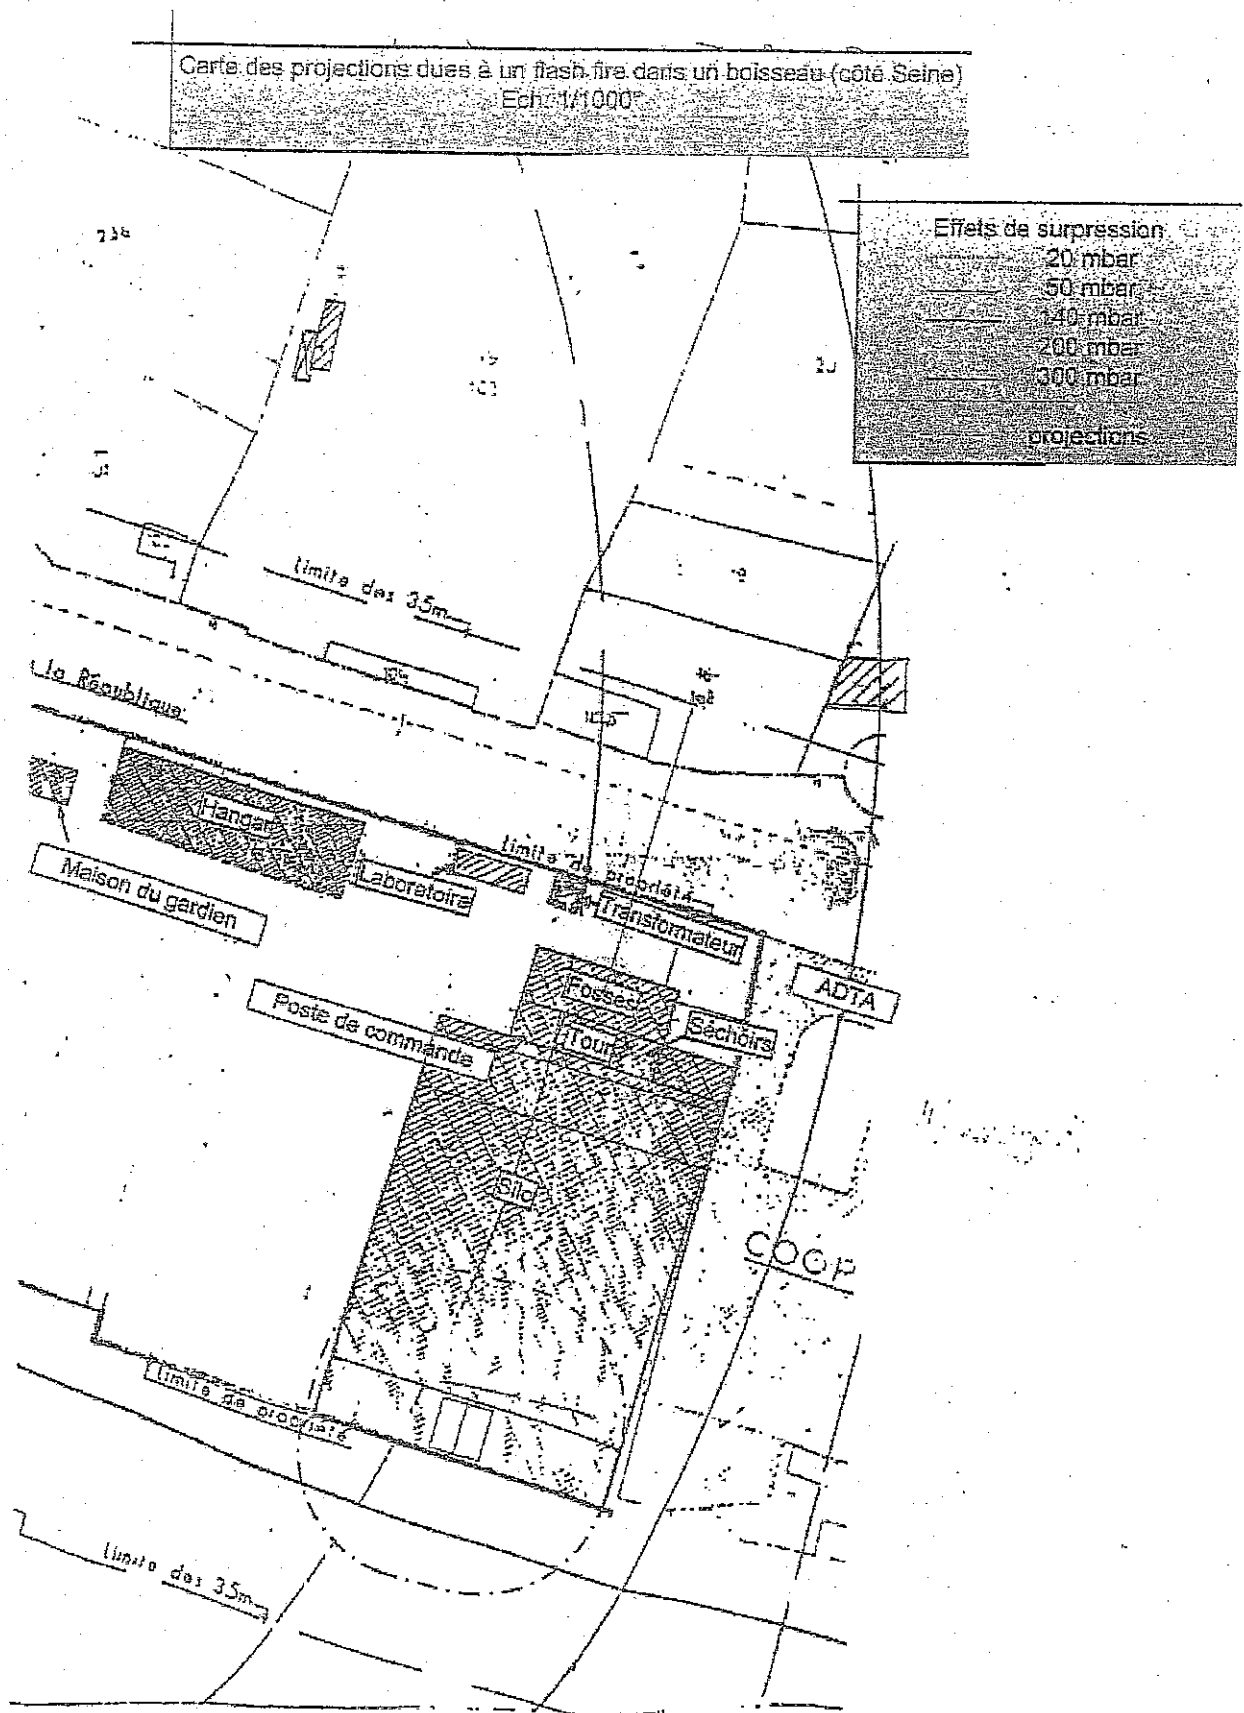 Carte des projections dues à un flash fire dans un boisseau (côté Seine)
Ech: 1/1000°
Effets de surpression
20 mbar
50 mbar
140 mbar
200 mbar
300 mbar
projections
limite des 35m
la République
Hangar
Maison du gardien
Laboratoire
limite de propriété
Transformateur
ADTA
Fosse
Séchoirs
Poste de commande
Tour
Silo
COOP
limite de propriété
limite des 35m